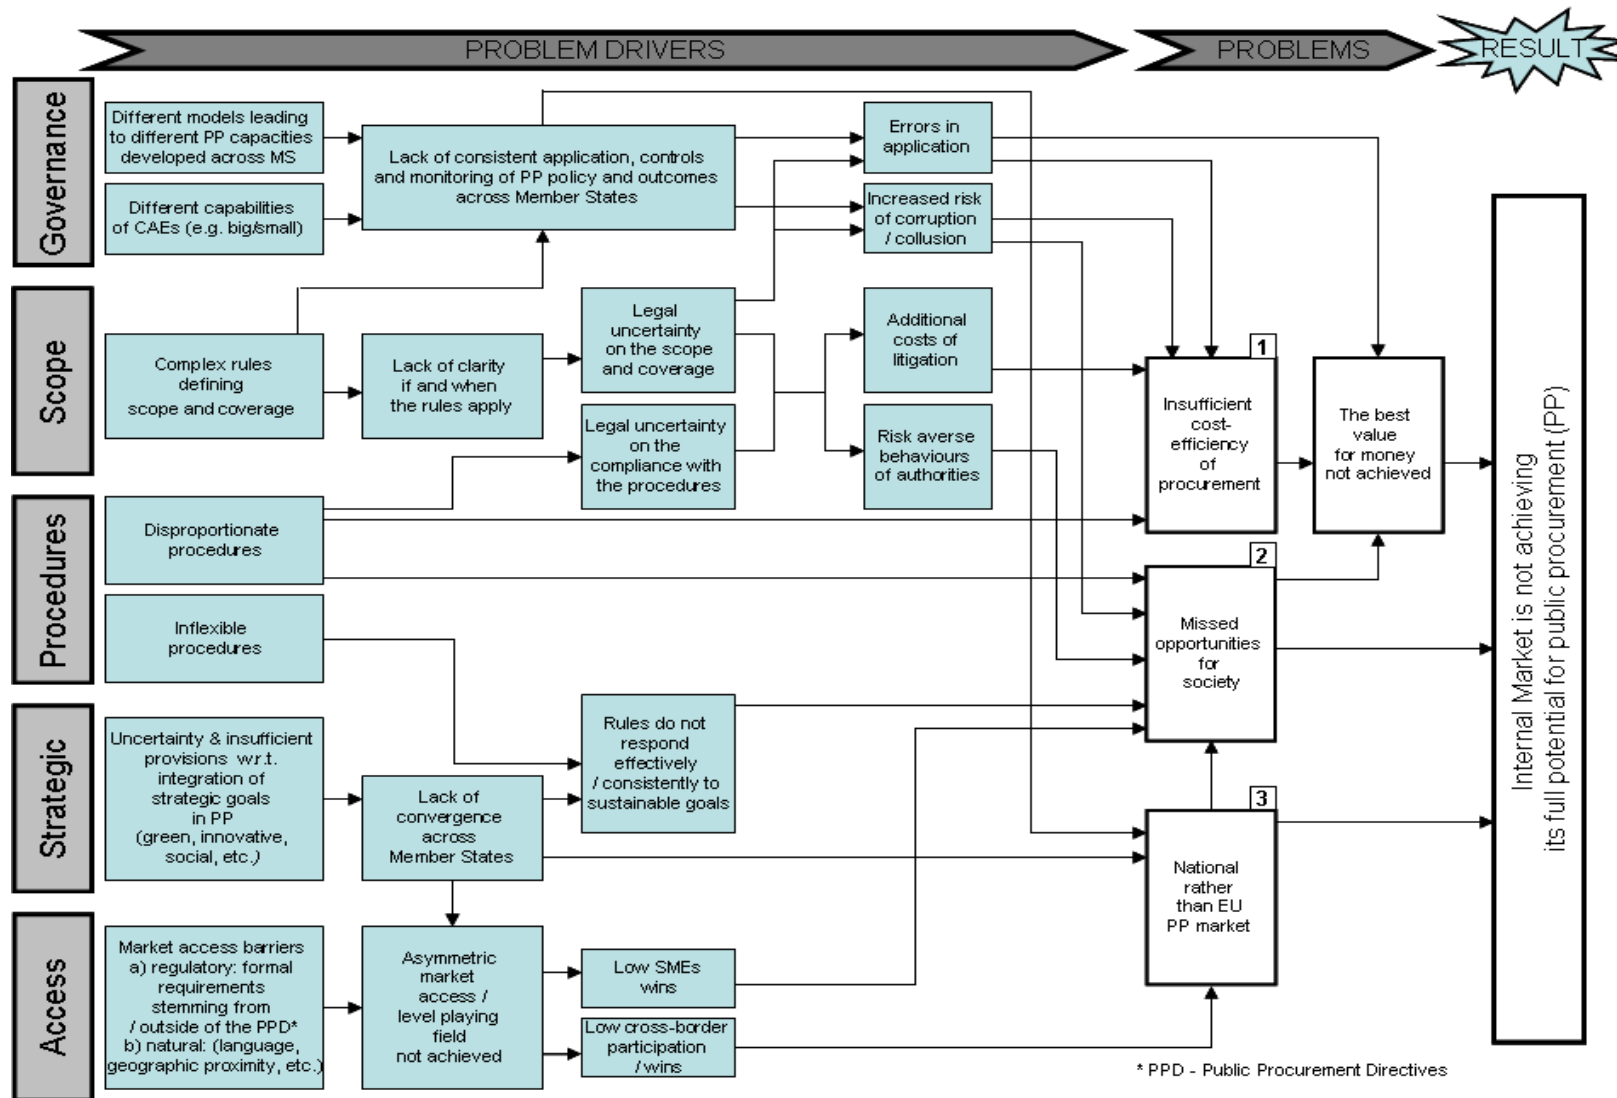 PROBLEM DRIVERS
PROBLEMS
RESULT
Governance
Different models leading
to different PP capacities
developed across MS
Different capabilities
of CAEs (e.g. big/small)
Lack of consistent application, controls
and monitoring of PP policy and outcomes
across Member States
Errors in
application
Increased risk
of corruption
/ collusion
Scope
Complex rules
defining
scope and coverage
Lack of clarity
if and when
the rules apply
Legal
uncertainty
on the scope
and coverage
Legal uncertainty
on the
compliance with
the procedures
Additional
costs of
litigation
Risk averse
behaviours
of authorities
1
Insufficient
cost-
efficiency
of
procurement
The best
value
for money
not achieved
Procedures
Disproportionate
procedures
Inflexible
procedures
2
Missed
opportunities
for
society
Strategic
Uncertainty & insufficient
provisions w.r.t.
integration of
strategic goals
in PP
(green, innovative,
social, etc.)
Lack of
convergence
across
Member States
Rules do not
respond
effectively
/ consistently to
sustainable goals
3
National
rather
than EU
PP market
Access
Market access barriers
a) regulatory: formal
requirements
stemming from
/ outside of the PPD*
b) natural: (language,
geographic proximity, etc.)
Asymmetric
market
access /
level playing
field
not achieved
Low SMEs
wins
Low cross-border
participation
/ wins
Internal Market is not achieving
its full potential for public procurement (PP)
* PPD - Public Procurement Directives